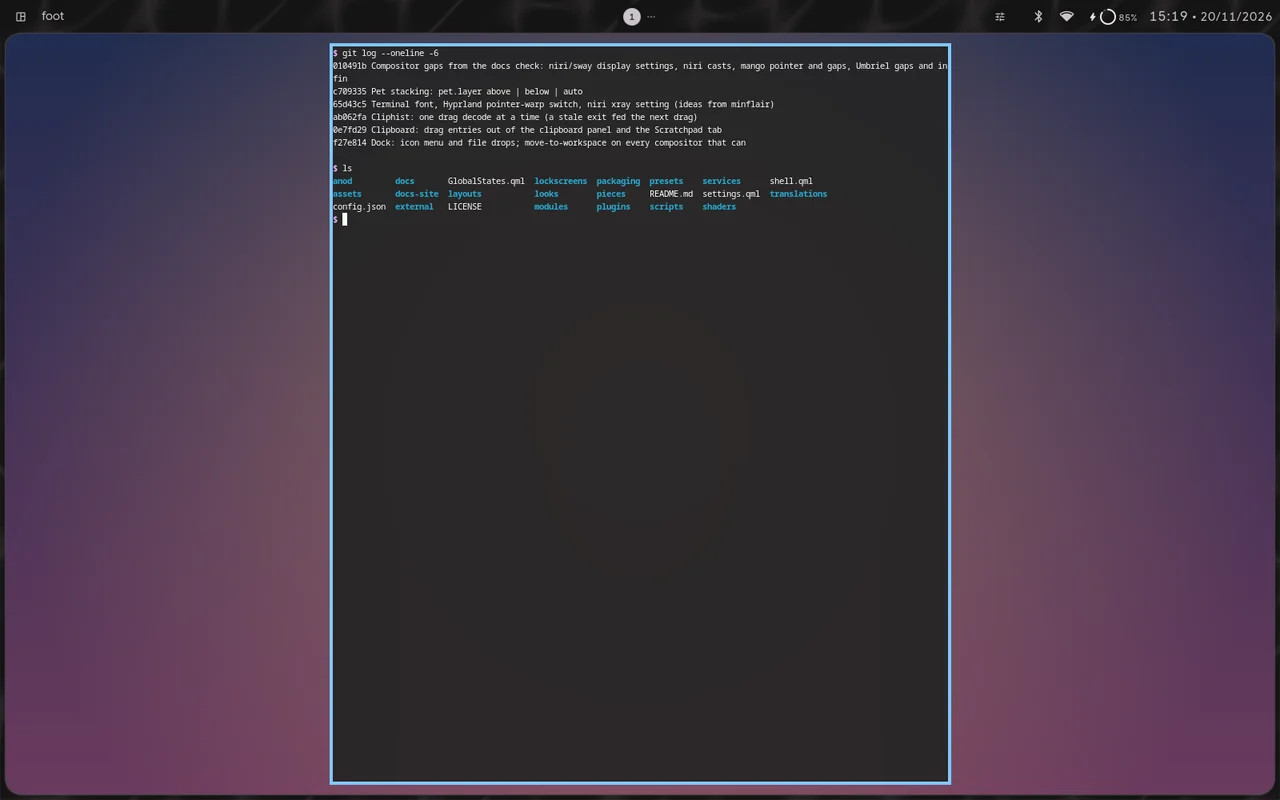 foot
1 ...
85%
15:19 • 20/11/2026
$ git log --oneline -6
010491b Compositor gaps from the docs check: niri/sway display settings, niri casts, mango pointer and gaps, Umbriel gaps and in
fin
c709335 Pet stacking: pet.layer above | below | auto
65d43c5 Terminal font, Hyprland pointer-warp switch, niri xray setting (ideas from minflair)
ab062fa Cliphist: one drag decode at a time (a stale exit fed the next drag)
0e7fd29 Clipboard: drag entries out of the clipboard panel and the Scratchpad tab
f27e814 Dock: icon menu and file drops; move-to-workspace on every compositor that can
$ ls
anod docs GlobalStates.qml lockscreens packaging presets services shell.qml
assets docs-site layouts looks pieces README.md settings.qml translations
config.json external LICENSE modules plugins scripts shaders
$